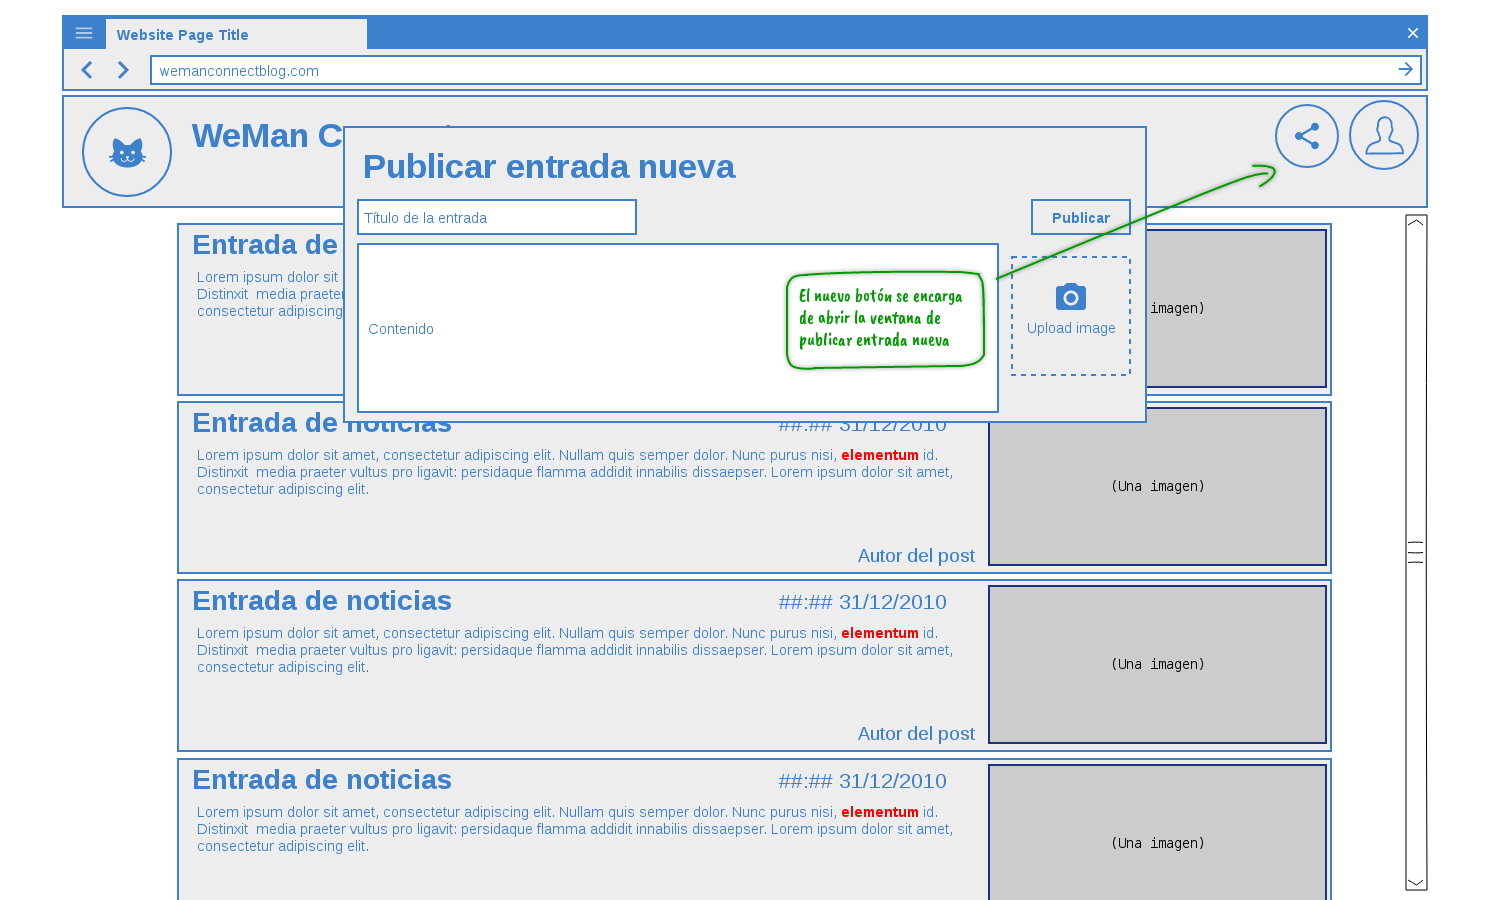 Website Page Title
wemanconnectblog.com
WeMan C
Publicar entrada nueva
Título de la entrada
Publicar
Contenido
El nuevo botón se encarga
de abrir la ventana de
publicar entrada nueva
Upload image
Entrada de
Lorem ipsum dolor sit
Distinxit  media praeter
consectetur adipiscing
imagen)
Entrada de noticias
##:## 31/12/2010
Lorem ipsum dolor sit amet, consectetur adipiscing elit. Nullam quis semper dolor. Nunc purus nisi, elementum id.
Distinxit  media praeter vultus pro ligavit: persidaque flamma addidit innabilis dissaepser. Lorem ipsum dolor sit amet,
consectetur adipiscing elit.
Autor del post
(Una imagen)
Entrada de noticias
##:## 31/12/2010
Lorem ipsum dolor sit amet, consectetur adipiscing elit. Nullam quis semper dolor. Nunc purus nisi, elementum id.
Distinxit  media praeter vultus pro ligavit: persidaque flamma addidit innabilis dissaepser. Lorem ipsum dolor sit amet,
consectetur adipiscing elit.
Autor del post
(Una imagen)
Entrada de noticias
##:## 31/12/2010
Lorem ipsum dolor sit amet, consectetur adipiscing elit. Nullam quis semper dolor. Nunc purus nisi, elementum id.
Distinxit  media praeter vultus pro ligavit: persidaque flamma addidit innabilis dissaepser. Lorem ipsum dolor sit amet,
consectetur adipiscing elit.
(Una imagen)